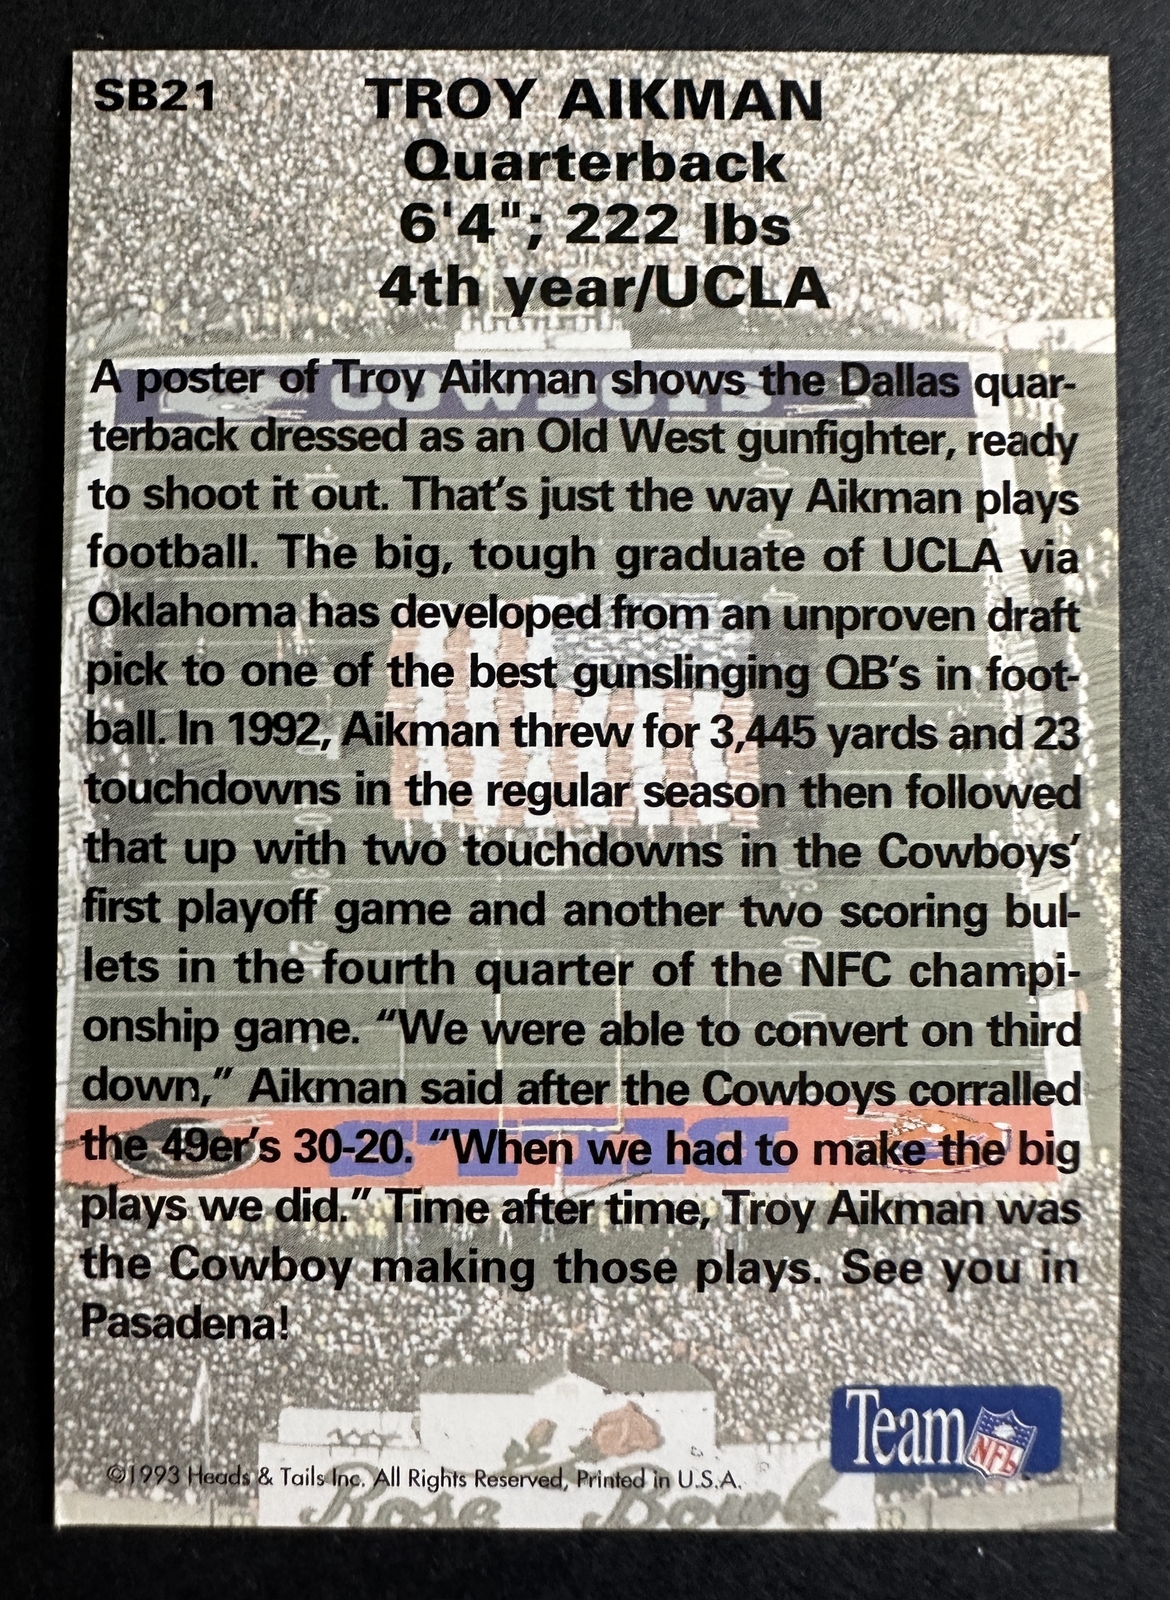 SB21
TROY AIKMAN
Quarterback
6'4"; 222 lbs
4th year/UCLA
COWBOYS
A poster of Troy Aikman shows the Dallas quar-
terback dressed as an Old West gunfighter, ready
to shoot it out. That's just the way Aikman plays
football. The big, tough graduate of UCLA via
Oklahoma has developed from an unproven draft
pick to one of the best gunslinging QB's in foot-
ball. In 1992, Aikman threw for 3,445 yards and 23
touchdowns in the regular season then followed
that up with two touchdowns in the Cowboys'
first playoff game and another two scoring bul-
lets in the fourth quarter of the NFC champi-
onship game. “We were able to convert on third
down,” Aikman said after the Cowboys corralled
the 49er's 30-20. “When we had to make the big
plays we did.” Time after time, Troy Aikman was
the Cowboy making those plays. See you in
Pasadena!
Team NFL
©1993 Heads & Tails Inc. All Rights Reserved, Printed in U.S.A.
Rose Bowl